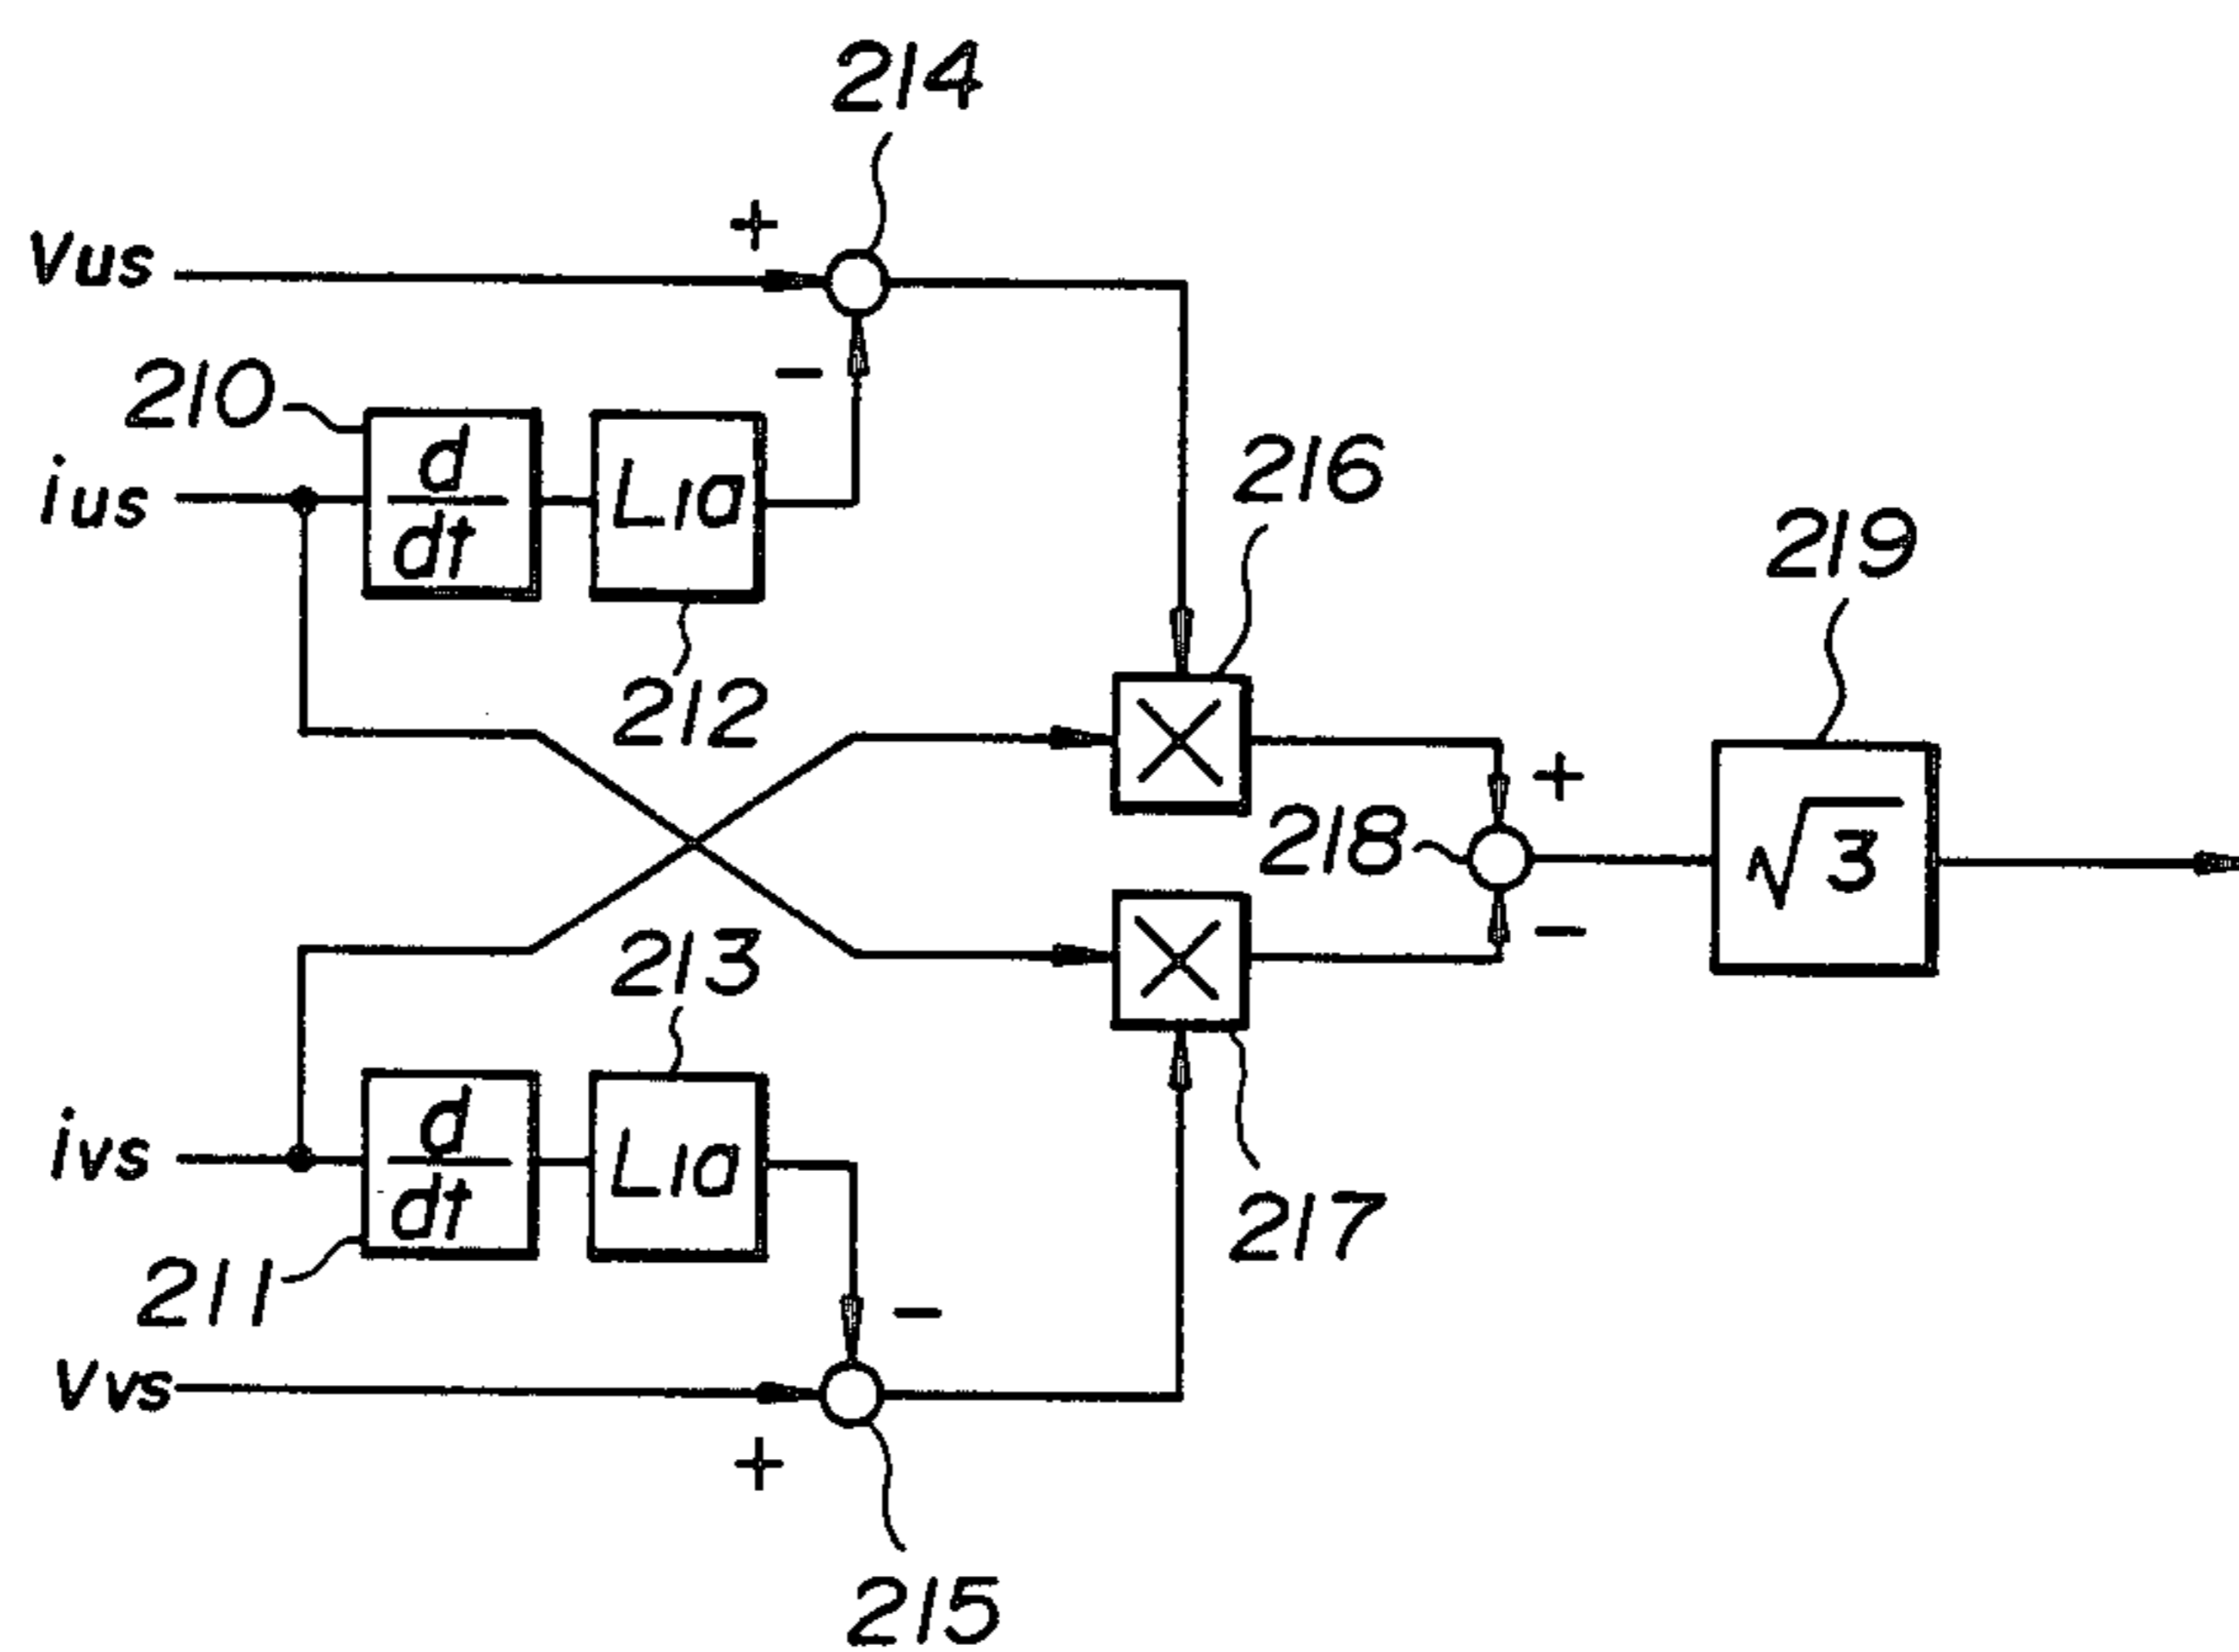 214
+
vus
210
-
d
dt
L1a
ius
216
219
212
+
218
√3
213
-
217
ivs
d
dt
L1a
211
-
vvs
+
215